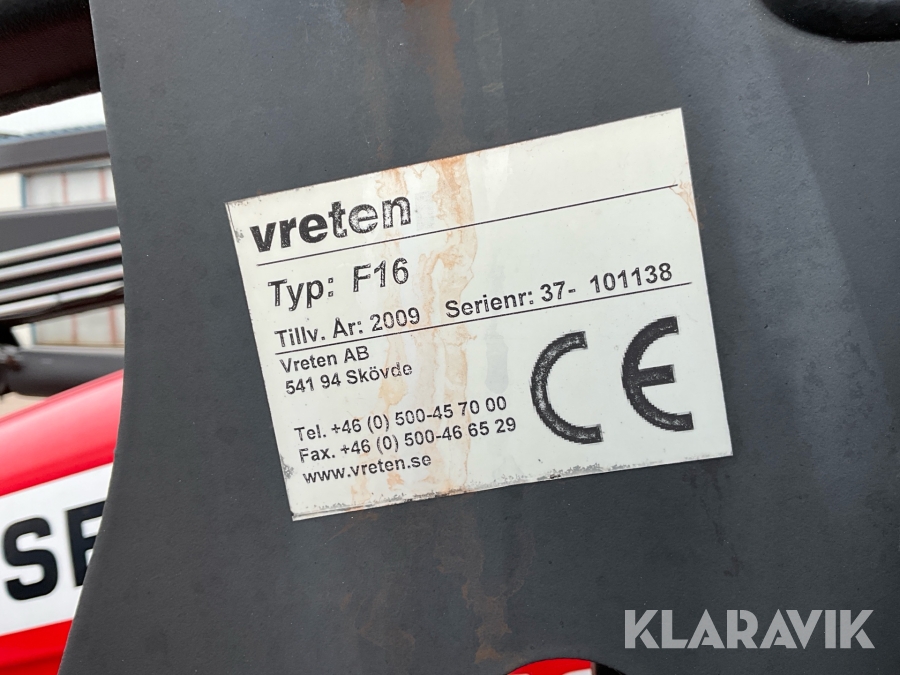 vreten
Typ: F16
Tillv. År: 2009 Serienr: 37- 101138
Vreten AB
541 94 Skövde
Tel. +46 (0) 500-45 70 00
Fax. +46 (0) 500-46 65 29
www.vreten.se
CE
SE
KLARAVIK